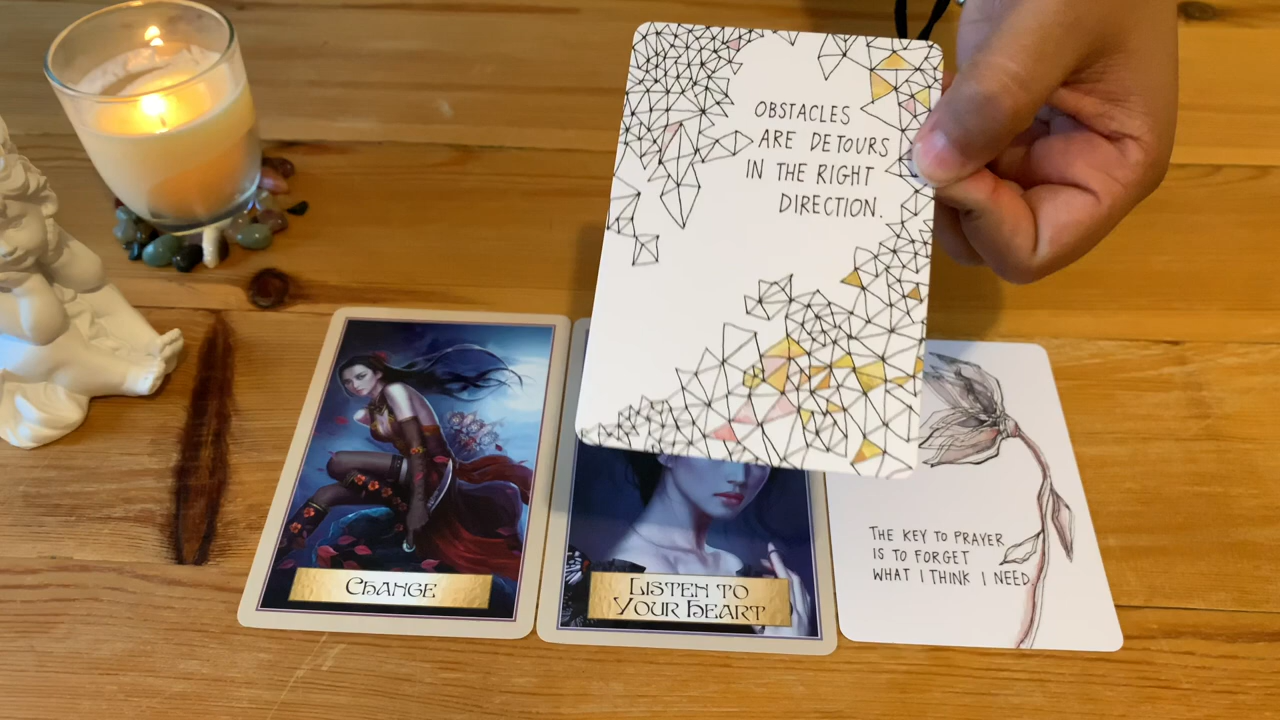 OBSTACLES
ARE DETOURS
IN THE RIGHT
DIRECTION.
CHANGE
LISTEN TO
YOUR HEART
THE KEY TO PRAYER
IS TO FORGET
WHAT I THINK I NEED.